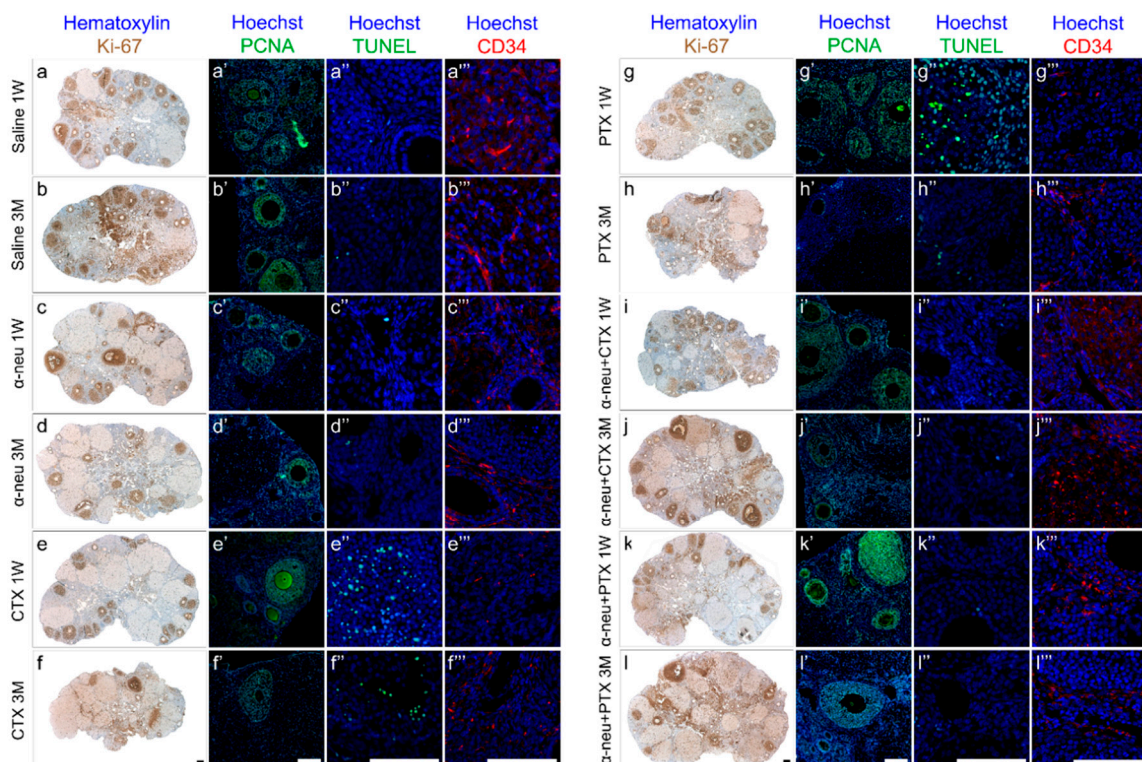 Hematoxylin Hoechst Hoechst Hoechst
Ki-67 PCNA TUNEL CD34
Saline 1W a a' a'' a'''
Saline 3M b b' b'' b'''
α-neu 1W c c' c'' c'''
α-neu 3M d d' d'' d'''
CTX 1W e e' e'' e'''
CTX 3M f f' f'' f'''
Hematoxylin Hoechst Hoechst Hoechst
Ki-67 PCNA TUNEL CD34
PTX 1W g g' g'' g'''
PTX 3M h h' h'' h'''
α-neu+CTX 1W i i' i'' i'''
α-neu+CTX 3M j j' j'' j'''
α-neu+PTX 1W k k' k'' k'''
α-neu+PTX 3M l l' l'' l'''